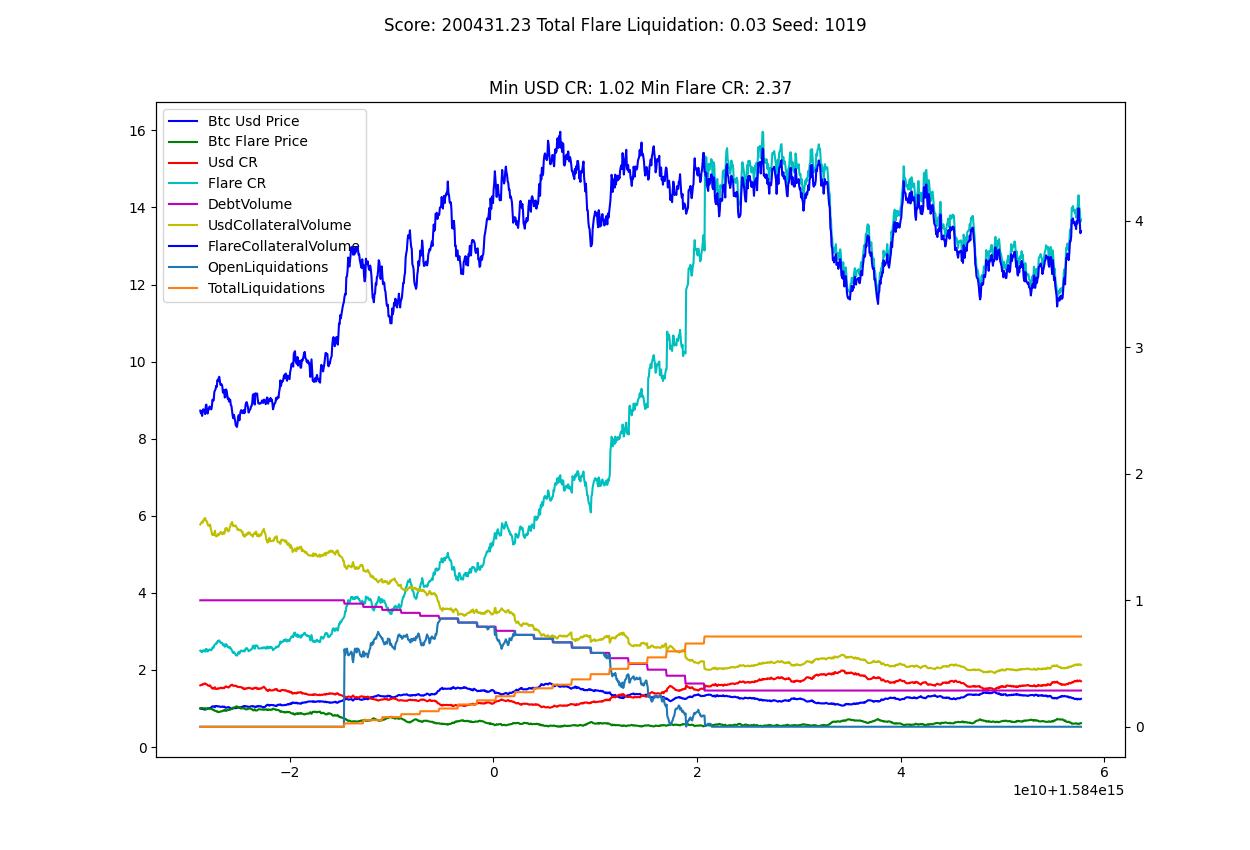 Score: 200431.23 Total Flare Liquidation: 0.03 Seed: 1019
Min USD CR: 1.02 Min Flare CR: 2.37
Btc Usd Price
Btc Flare Price
Usd CR
Flare CR
DebtVolume
UsdCollateralVolume
FlareCollateralVolume
OpenLiquidations
TotalLiquidations
16
14
12
10
8
6
4
2
0
4
3
2
1
0
−2
0
2
4
6
1e10+1.584e15